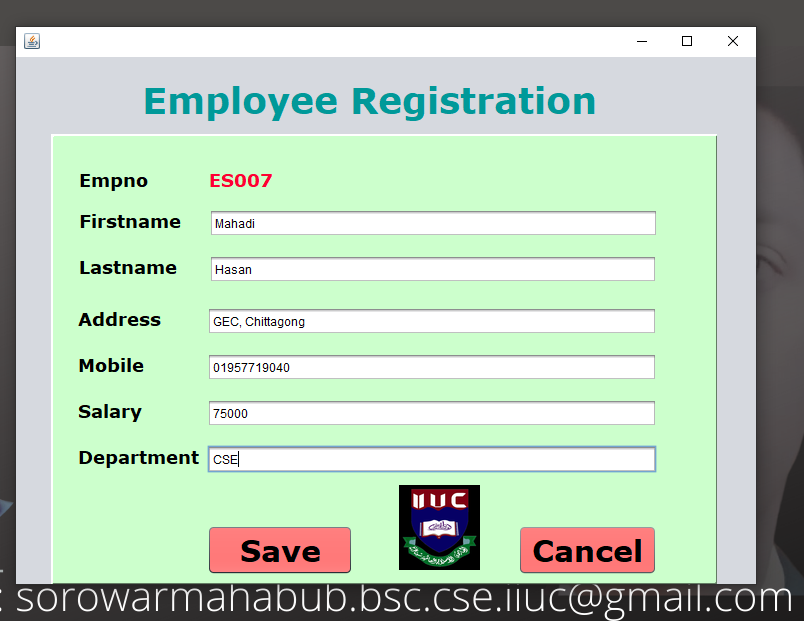 Employee Registration
Empno ES007
Firstname Mahadi
Lastname Hasan
Address GEC, Chittagong
Mobile 01957719040
Salary 75000
Department CSE
IIUC
Save Cancel
: sorowarmahabub.bsc.cse.iiuc@gmail.com